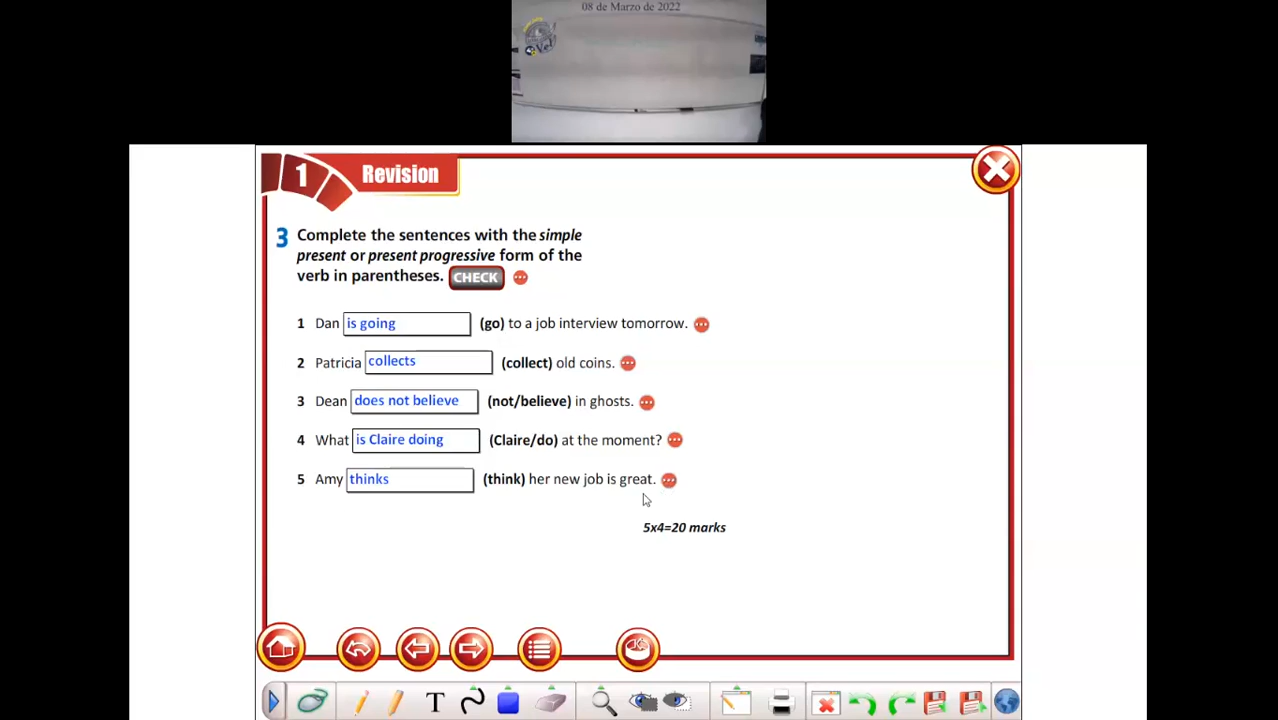 08 de Marzo de 2022
1 Revision
3 Complete the sentences with the simple
present or present progressive form of the
verb in parentheses. CHECK
1 Dan is going (go) to a job interview tomorrow.
2 Patricia collects (collect) old coins.
3 Dean does not believe (not/believe) in ghosts.
4 What is Claire doing (Claire/do) at the moment?
5 Amy thinks (think) her new job is great.
5x4=20 marks
T